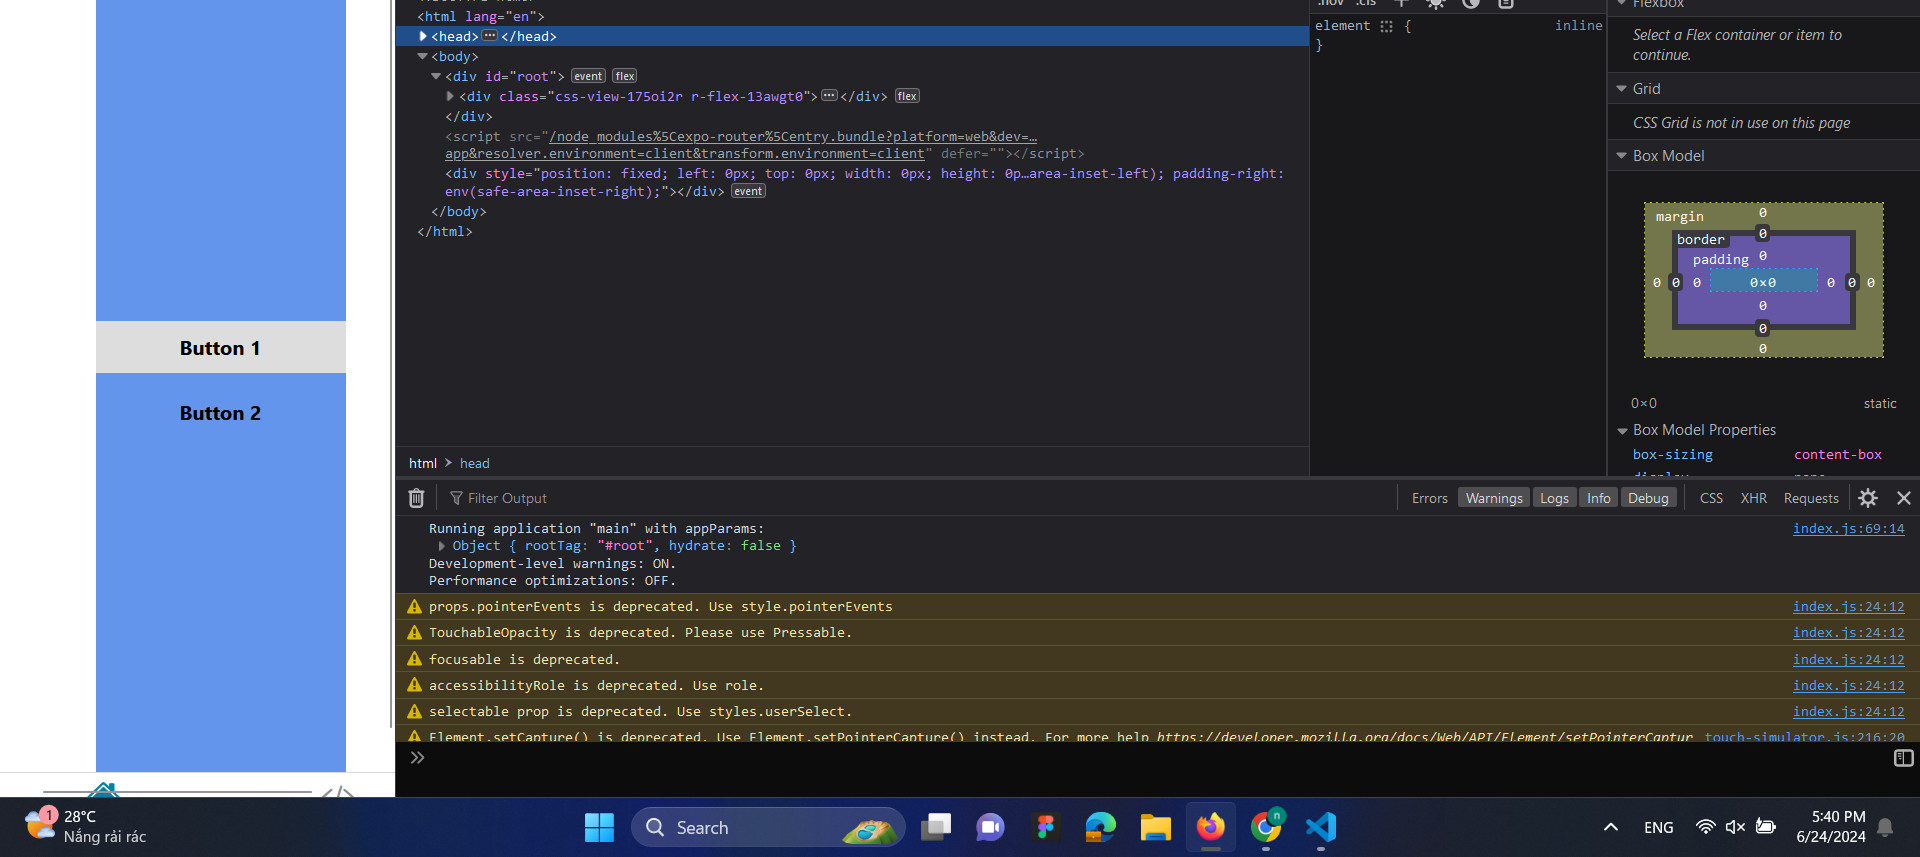 Button 1
Button 2
<html lang="en">
<head> ··· </head>
<body>
<div id="root"> event flex
<div class="css-view-175oi2r r-flex-13awgt0"> ··· </div> flex
</div>
<script src="/node_modules%5Cexpo-router%5Centry.bundle?platform=web&dev=…
app&resolver.environment=client&transform.environment=client" defer=""></script>
<div style="position: fixed; left: 0px; top: 0px; width: 0px; height: 0p…area-inset-left); padding-right:
env(safe-area-inset-right);"></div> event
</body>
</html>
html > head
:hov .cls +
element { inline
}
Flexbox
Select a Flex container or item to
continue.
Grid
CSS Grid is not in use on this page
Box Model
margin 0
border 0
padding 0
0 0 0 0×0 0 0 0
0
0
0
0×0 static
Box Model Properties
box-sizing content-box
Filter Output Errors Warnings Logs Info Debug CSS XHR Requests
Running application "main" with appParams: index.js:69:14
Object { rootTag: "#root", hydrate: false }
Development-level warnings: ON.
Performance optimizations: OFF.
props.pointerEvents is deprecated. Use style.pointerEvents index.js:24:12
TouchableOpacity is deprecated. Please use Pressable. index.js:24:12
focusable is deprecated. index.js:24:12
accessibilityRole is deprecated. Use role. index.js:24:12
selectable prop is deprecated. Use styles.userSelect. index.js:24:12
Element.setCapture() is deprecated. Use Element.setPointerCapture() instead. For more help https://developer.mozilla.org/docs/Web/API/Element/setPointerCaptur touch-simulator.js:216:20
»
1 28°C
Nắng rải rác
Search
n
ENG
5:40 PM
6/24/2024